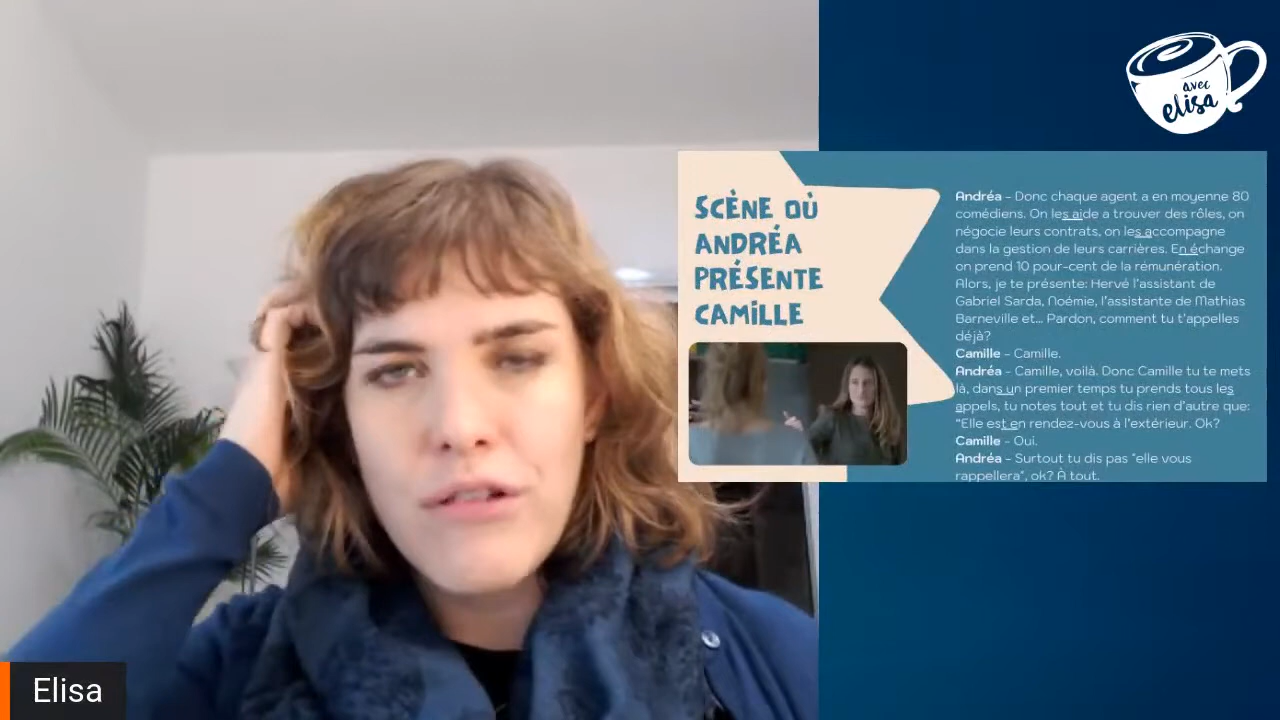 avec
elisa
SCÈNE OÙ
ANDRÉA
PRÉSENTE
CAMILLE
Andréa – Donc chaque agent a en moyenne 80
comédiens. On les aide a trouver des rôles, on
négocie leurs contrats, on les accompagne
dans la gestion de leurs carrières. En échange
on prend 10 pour-cent de la rémunération.
Alors, je te présente: Hervé l'assistant de
Gabriel Sarda, Noémie, l'assistante de Mathias
Barneville et... Pardon, comment tu t'appelles
déjà?
Camille – Camille.
Andréa – Camille, voilà. Donc Camille tu te mets
là, dans un premier temps tu prends tous les
appels, tu notes tout et tu dis rien d'autre que:
"Elle est en rendez-vous à l'extérieur. Ok?
Camille – Oui.
Andréa – Surtout tu dis pas "elle vous
rappellera", ok? À tout.
Elisa